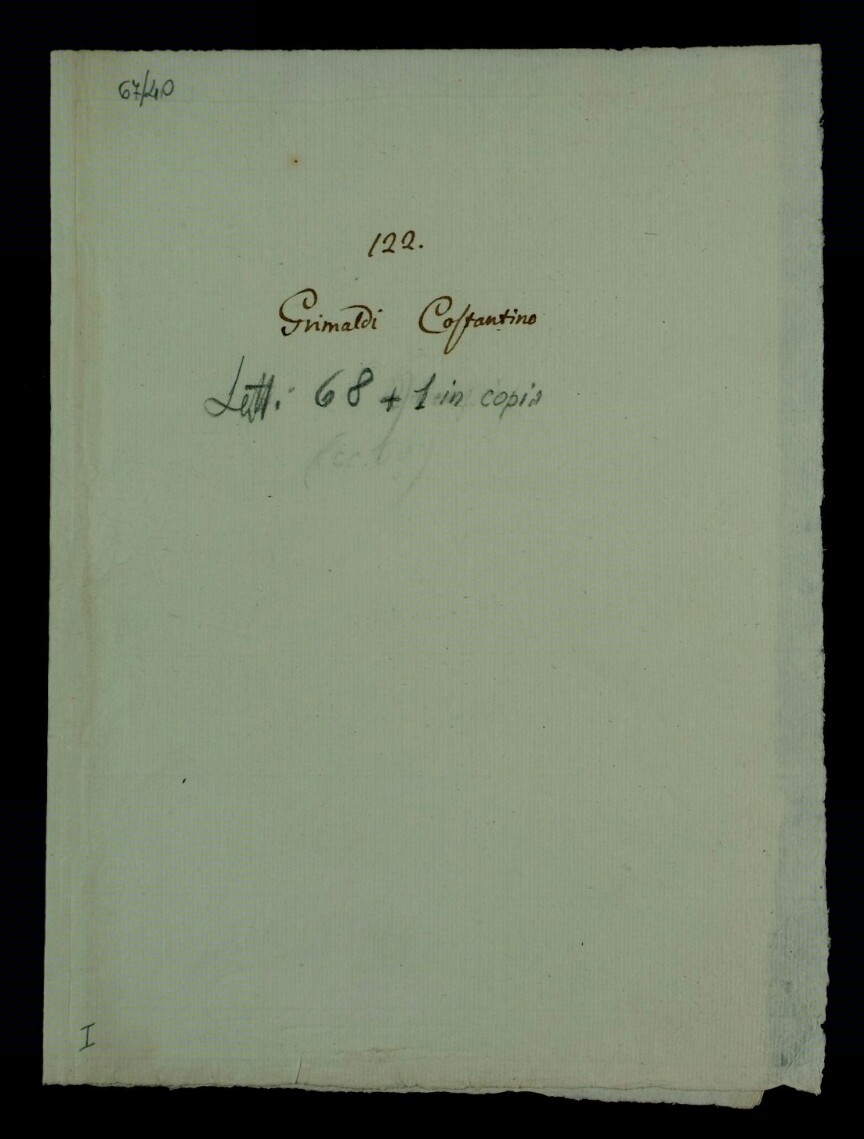 67/40
122.
Grimaldi Coſtantino
Lett. 68 + 1 in copia
I